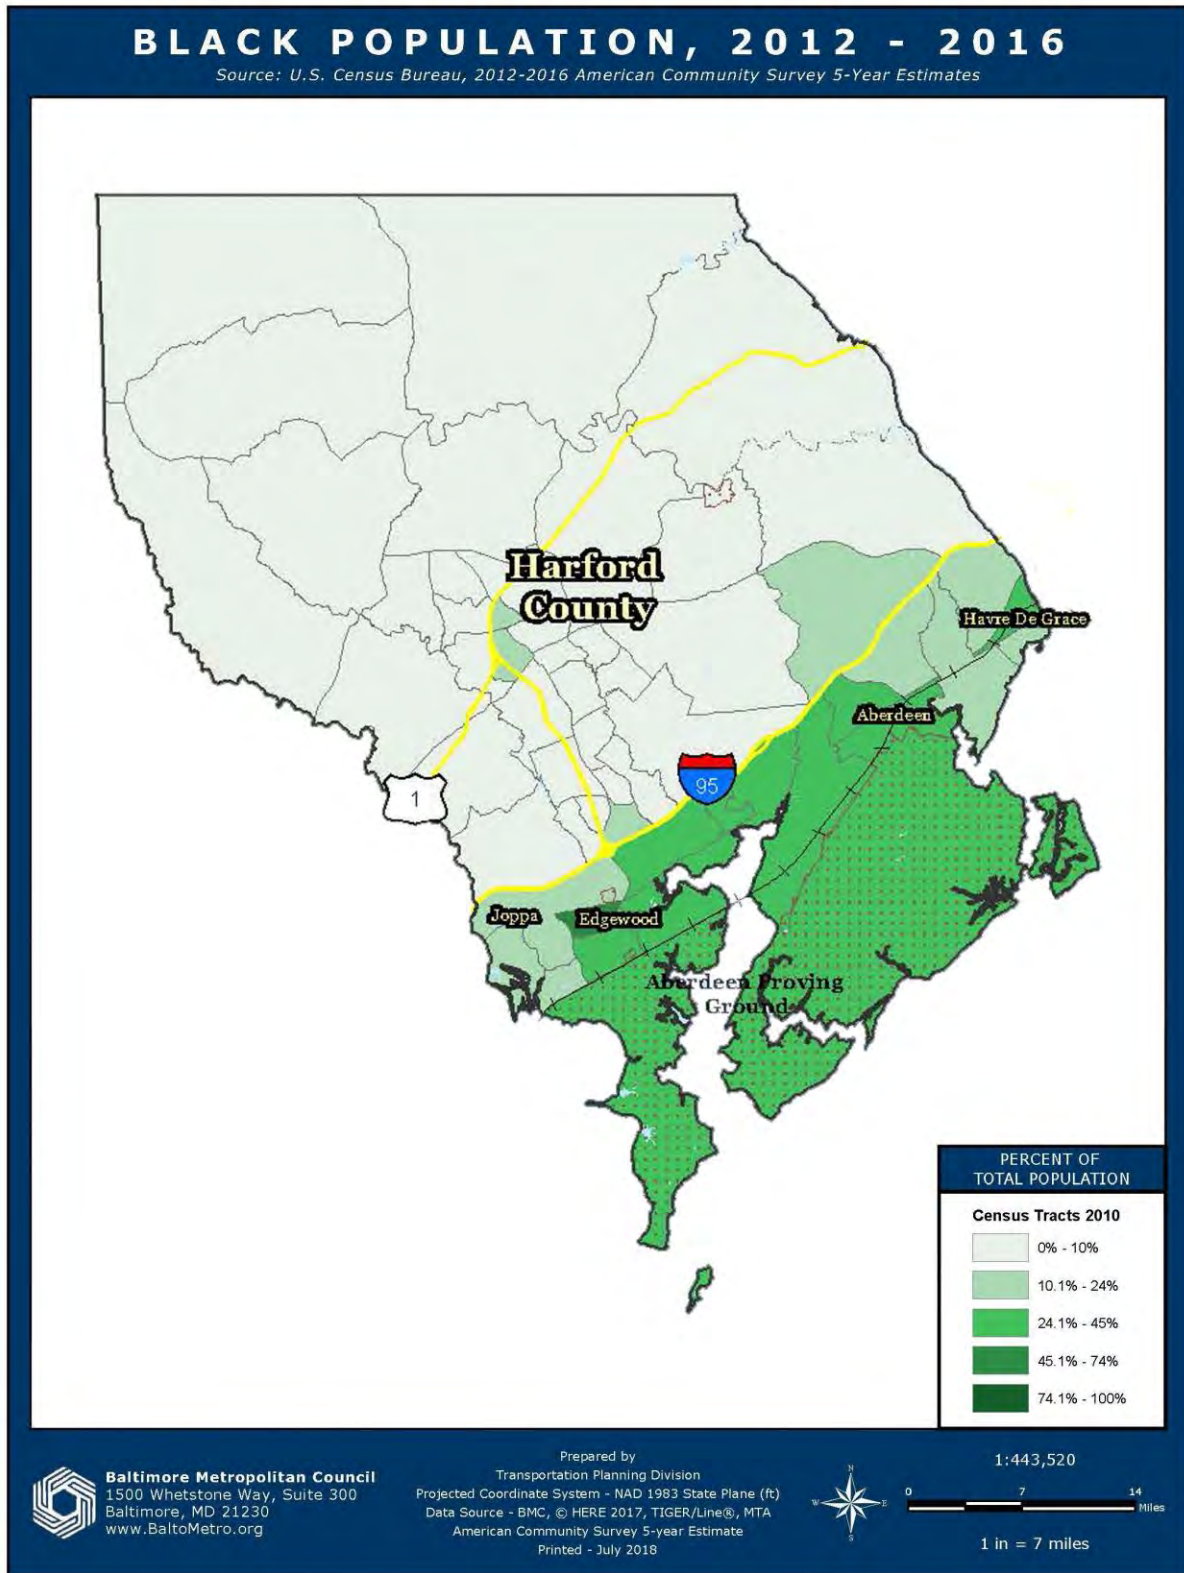 BLACK POPULATION, 2012 - 2016
Source: U.S. Census Bureau, 2012-2016 American Community Survey 5-Year Estimates
Harford
County
Havre De Grace
Aberdeen
95
1
Joppa
Edgewood
Aberdeen Proving
Ground
PERCENT OF
TOTAL POPULATION
Census Tracts 2010
0% - 10%
10.1% - 24%
24.1% - 45%
45.1% - 74%
74.1% - 100%
Baltimore Metropolitan Council
1500 Whetstone Way, Suite 300
Baltimore, MD 21230
www.BaltoMetro.org
Prepared by
Transportation Planning Division
Projected Coordinate System - NAD 1983 State Plane (ft)
Data Source - BMC, © HERE 2017, TIGER/Line®, MTA
American Community Survey 5-year Estimate
Printed - July 2018
N
W E
S
1:443,520
0 7 14
Miles
1 in = 7 miles